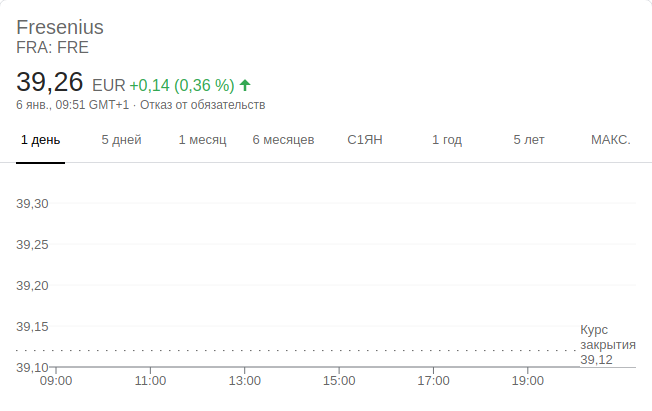 Fresenius
FRA: FRE
39,26 EUR +0,14 (0,36 %) ↑
6 янв., 09:51 GMT+1 · Отказ от обязательств
1 день 5 дней 1 месяц 6 месяцев С1ЯН 1 год 5 лет МАКС.
39,30
39,25
39,20
39,15
Курс
закрытия
39,12
39,10
09:00 11:00 13:00 15:00 17:00 19:00